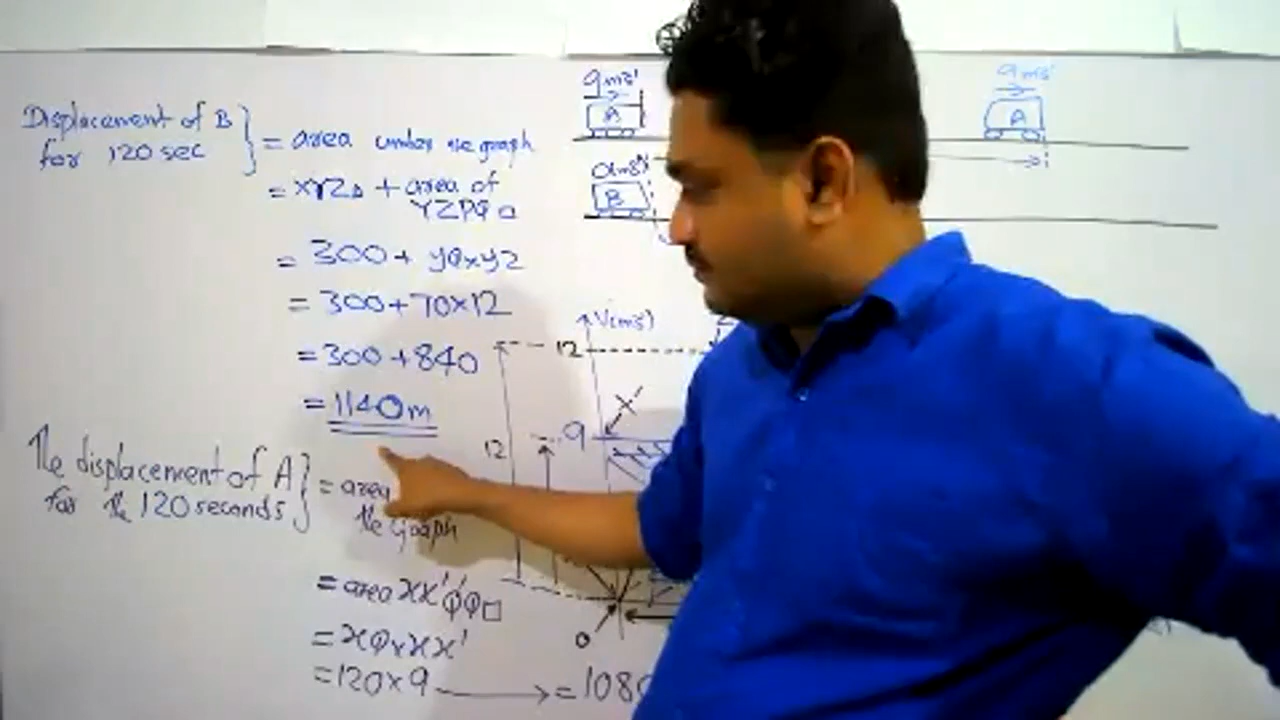 Displacement of B
for 120 sec
= area under the graph
= XYZ△ + area of
YZPQ □
= 300 + YQ×YZ
= 300 + 70×12
= 300 + 840
= 1140m
The displacement of A
for the 120 seconds
= area
the Graph
= area XX'Q'Q□
= XQ×XX'
= 120×9 → = 1080
9ms⁻¹
A
9ms⁻¹
A
0ms⁻¹
B
V(ms⁻¹)
12
X
9
12
0